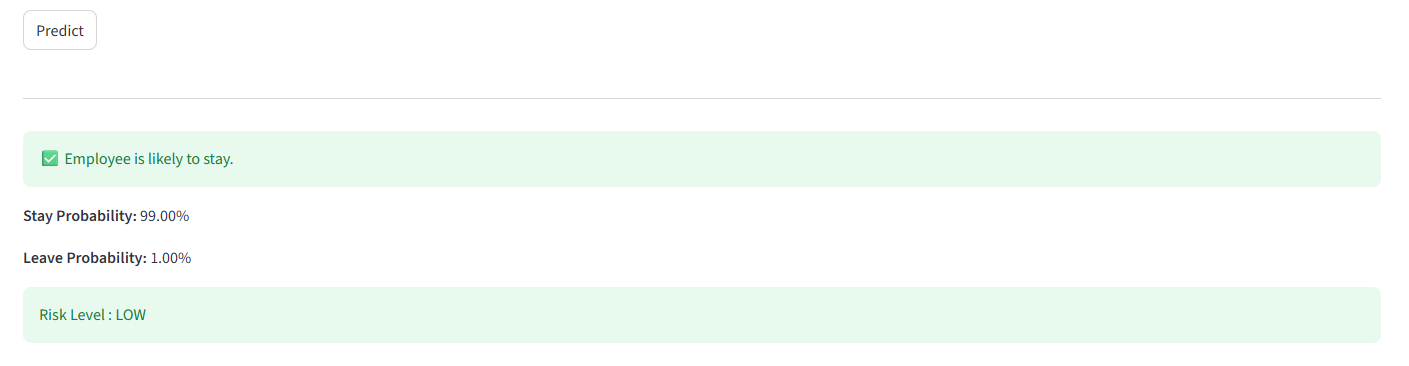 Predict
✅ Employee is likely to stay.
Stay Probability: 99.00%
Leave Probability: 1.00%
Risk Level : LOW